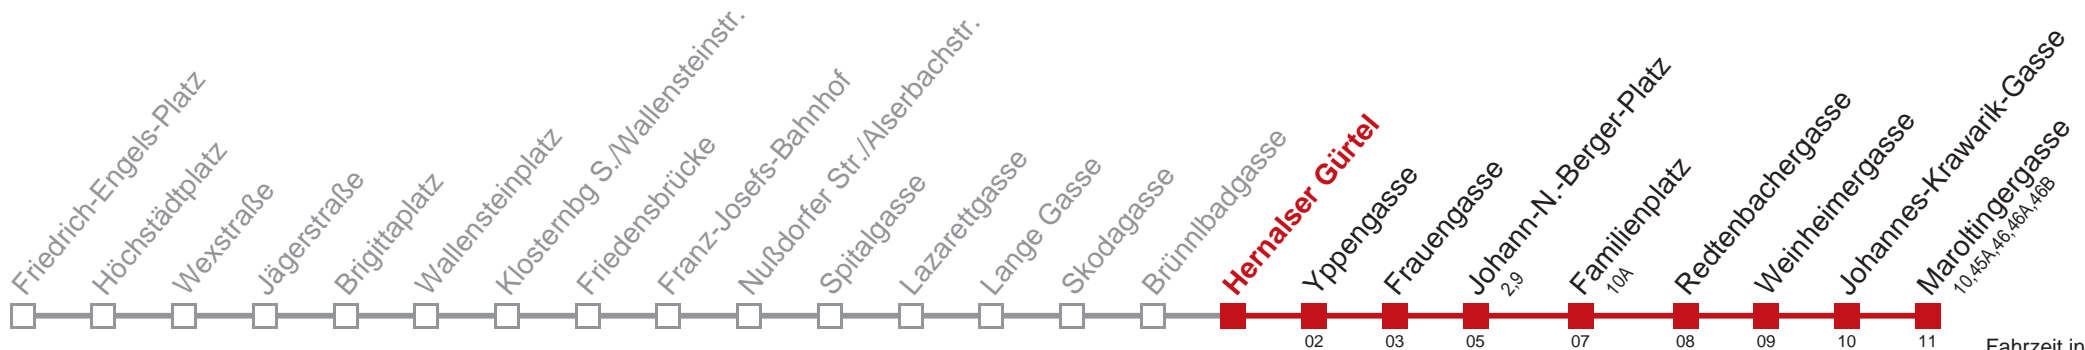 Friedrich-Engels-Platz
Höchstädtplatz
Wexstraße
Jägerstraße
Brigittaplatz
Wallensteinplatz
Klosternbg S./Wallensteinstr.
Friedensbrücke
Franz-Josefs-Bahnhof
Nußdorfer Str./Alserbachstr.
Spitalgasse
Lazarettgasse
Lange Gasse
Skodagasse
Brünnlbadgasse
Hernalser Gürtel
Yppengasse
Frauengasse
Johann-N.-Berger-Platz
2,9
Familienplatz
10A
Redtenbachergasse
Weinheimergasse
Johannes-Krawarik-Gasse
Maroltingergasse
10,45A,46,46A,46B
02 03 05 07 08 09 10 11
Fahrzeit in